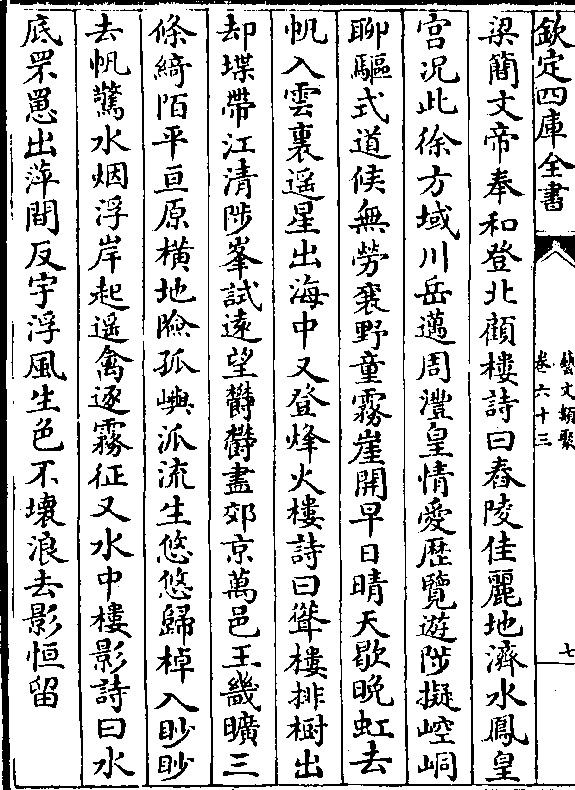 欽定四庫全書
藝文類聚
卷六十三
七
梁簡文帝奉和登北顧樓詩曰舂陵佳麗地濟水鳳皇
宫况此徐方域川岳邁周灃皇情愛歴覽遊陟擬崆峒
聊驅式道候無勞襄野童霧崖開早日晴天歇晚虹去
帆入雲裏遥星出海中又登烽火樓詩曰聳樓排樹出
却堞帶江清陟峯試遠望鬱鬱盡郊京萬邑王畿曠三
條綺陌平亘原横地險孤嶼泒流生悠悠歸棹入眇眇
去帆驚水烟浮岸起遥禽逐霧征又水中樓影詩曰水
底罘罳出萍間反宇浮風生色不壞浪去影恒留